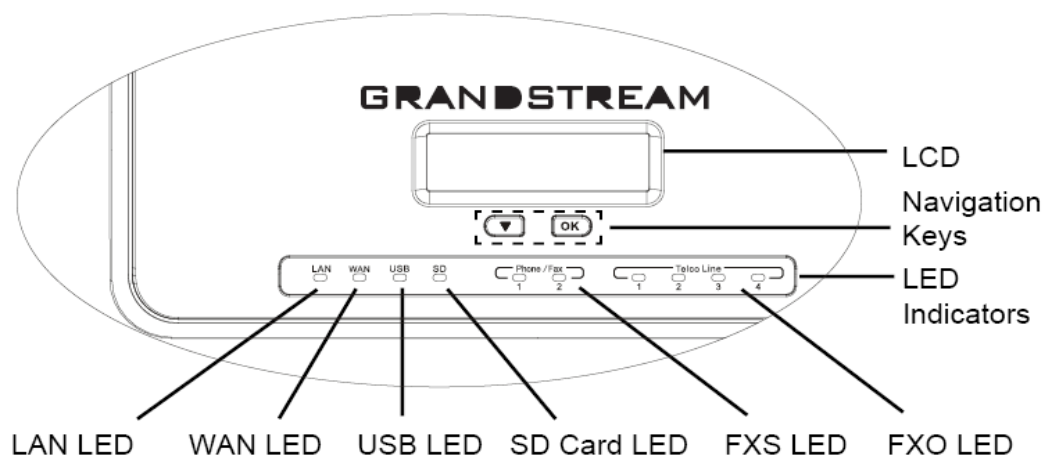 GRANDSTREAM
LCD
Navigation
Keys
OK
LAN WAN USB SD Phone/Fax Telco Line
1 2 1 2 3 4
LED
Indicators
LAN LED WAN LED USB LED SD Card LED FXS LED FXO LED